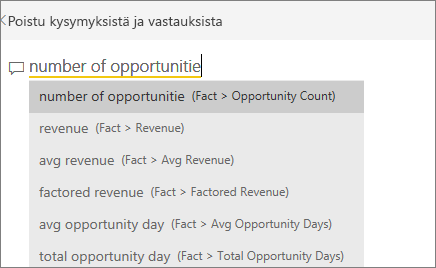 Poistu kysymyksistä ja vastauksista
number of opportunitie
number of opportunitie (Fact > Opportunity Count)
revenue (Fact > Revenue)
avg revenue (Fact > Avg Revenue)
factored revenue (Fact > Factored Revenue)
avg opportunity day (Fact > Avg Opportunity Days)
total opportunity day (Fact > Total Opportunity Days)